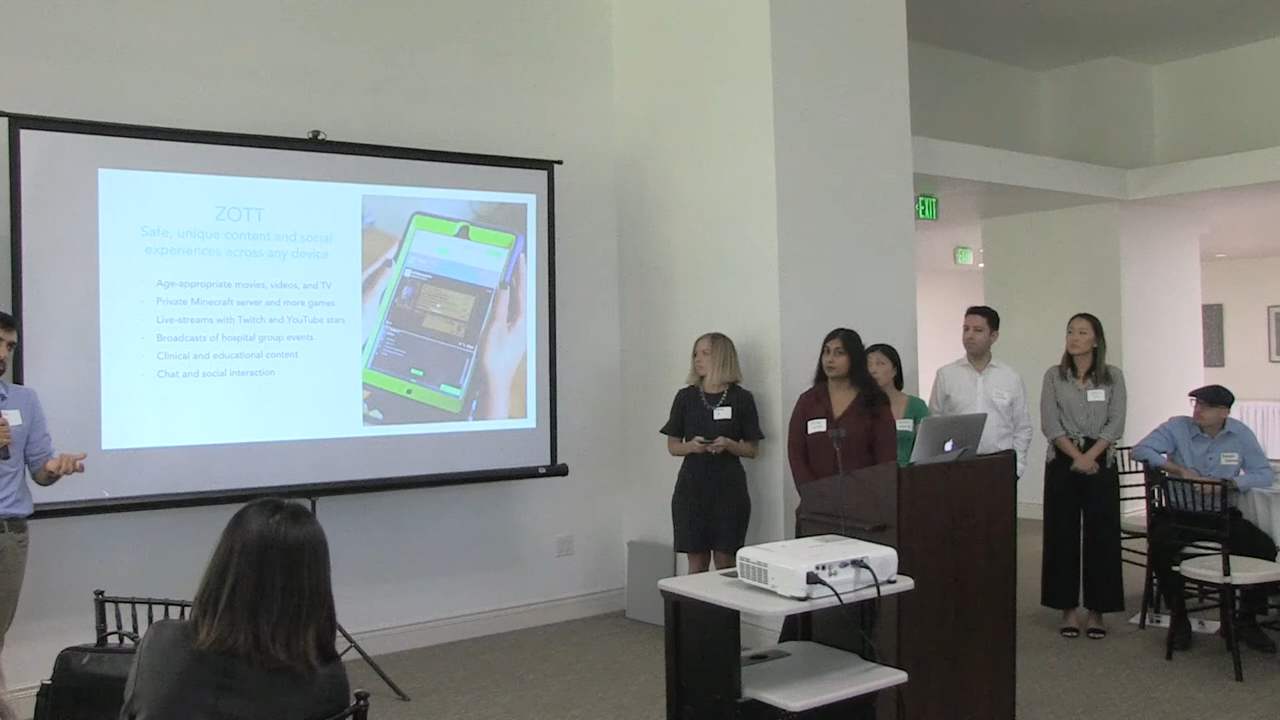 ZOTT
Safe, unique content and social
experiences across any device
Age-appropriate movies, videos, and TV
Private Minecraft server and more games
Live-streams with Twitch and YouTube stars
Broadcasts of hospital group events
Clinical and educational content
Chat and social interaction
EXIT
EXIT